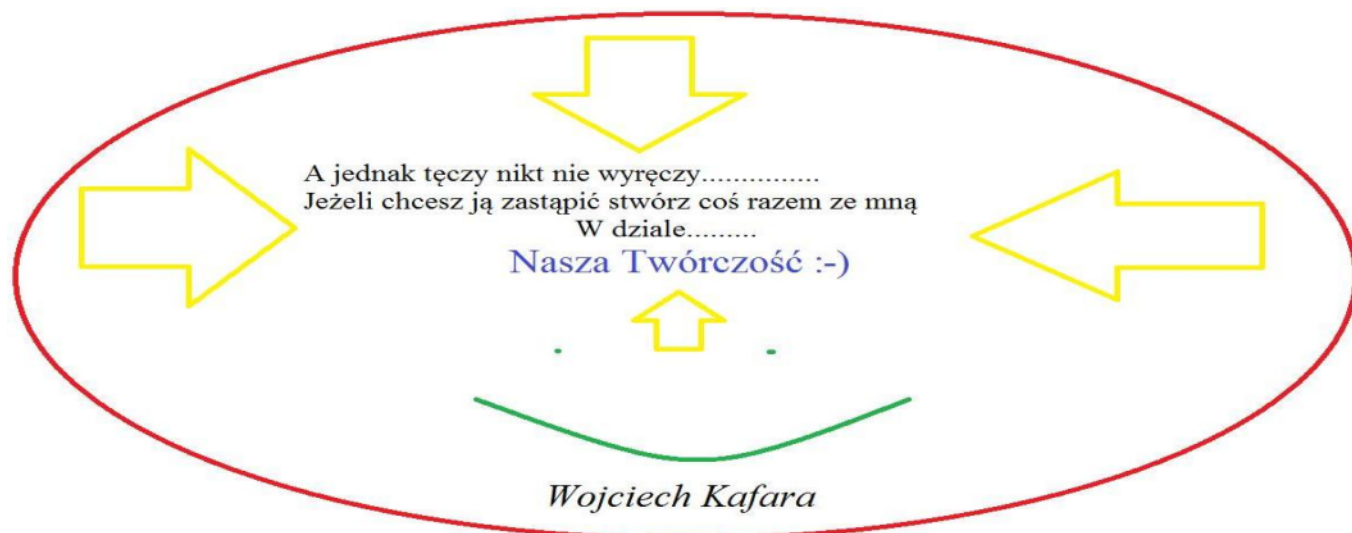 A jednak tęczy nikt nie wyręczy...............
Jeżeli chcesz ją zastąpić stwórz coś razem ze mną
W dziale.........
Nasza Twórczość :-)
Wojciech Kafara